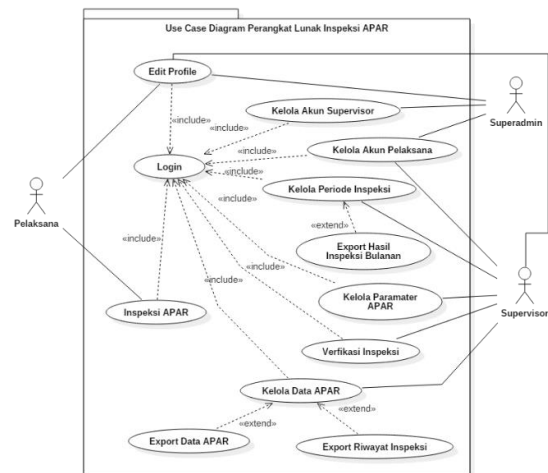 Use Case Diagram Perangkat Lunak Inspeksi APAR
Edit Profile
Superadmin
«include»
Kelola Akun Supervisor
«include»
Login
«include»
Kelola Akun Pelaksana
«include»
Kelola Periode Inspeksi
Pelaksana
«include»
«include»
«extend»
Export Hasil
Inspeksi Bulanan
«include»
«include»
Kelola Paramater
APAR
Supervisor
Inspeksi APAR
Verfikasi Inspeksi
Kelola Data APAR
«extend»
«extend»
Export Data APAR
Export Riwayat Inspeksi